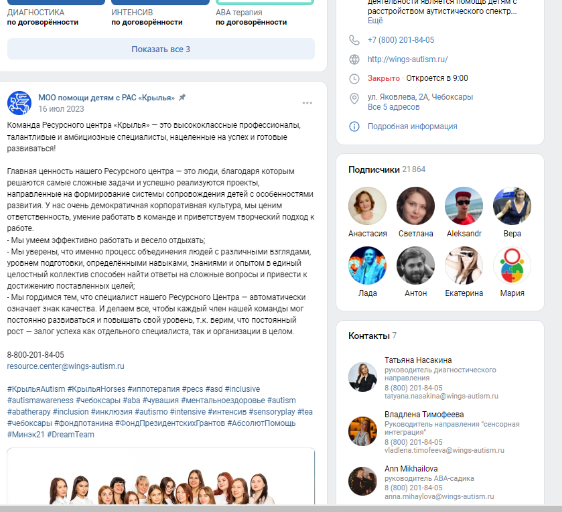 ДИАГНОСТИКА
по договорённости
ИНТЕНСИВ
по договорённости
АВА терапия
по договорённости
Показать все 3
МОО помощи детям с РАС «Крылья»
16 июл 2023
Команда Ресурсного центра «Крылья» — это высококлассные профессионалы,
талантливые и амбициозные специалисты, нацеленные на успех и готовые
развиваться!
Главная ценность нашего Ресурсного центра — это люди, благодаря которым
решаются самые сложные задачи и успешно реализуются проекты,
направленные на формирование системы сопровождения детей с особенностями
развития. У нас очень демократичная корпоративная культура, мы ценим
ответственность, умение работать в команде и приветствуем творческий подход к
работе.
- Мы умеем эффективно работать и весело отдыхать;
- Мы уверены, что именно процесс объединения людей с различными взглядами,
уровнем подготовки, определёнными навыками, знаниями и опытом в единый
целостный коллектив способен найти ответы на сложные вопросы и привести к
достижению поставленных целей;
- Мы гордимся тем, что специалист нашего Ресурсного Центра — автоматически
означает знак качества. И делаем все, чтобы каждый член нашей команды мог
постоянно развиваться и повышать свой уровень, т.к. верим, что постоянный
рост — залог успеха как отдельного специалиста, так и организации в целом.
8-800-201-84-05
resource.center@wings-autism.ru
#КрыльяAutism #КрыльяHorses #иппотерапия #pecs #asd #inclusive
#autismawareness #чебоксары #aba #чувашия #ментальноездоровье #autism
#abatherapy #inclusion #инклюзия #autismo #intensive #интенсив #sensoryplay #tea
#чебоксары #фондпотанина #ФондПрезидентскихГрантов #АбсолютПомощь
#Минэк21 #DreamTeam
деятельности является помощь детям с
расстройством аутистического спектр...
Ещё
+7 (800) 201-84-05
http://wings-autism.ru/
Закрыто · Откроется в 9:00
ул. Яковлева, 2А, Чебоксары
Все 5 адресов
Подробная информация
Подписчики 21 864
Анастасия Светлана Aleksandr Вера
Лада Антон Екатерина Мария
Контакты 7
Татьяна Насакина
руководитель диагностического
направления
8 (800) 201-84-05
tatyana.nasakina@wings-autism.ru
Владлена Тимофеева
Руководитель направления "сенсорная
интеграция"
8 (800) 201-84-05
vladlena.timofeeva@wings-autism.ru
Ann Mikhailova
руководитель АВА-садика
8 (800) 201-84-05
anna.mihaylova@wings-autism.ru